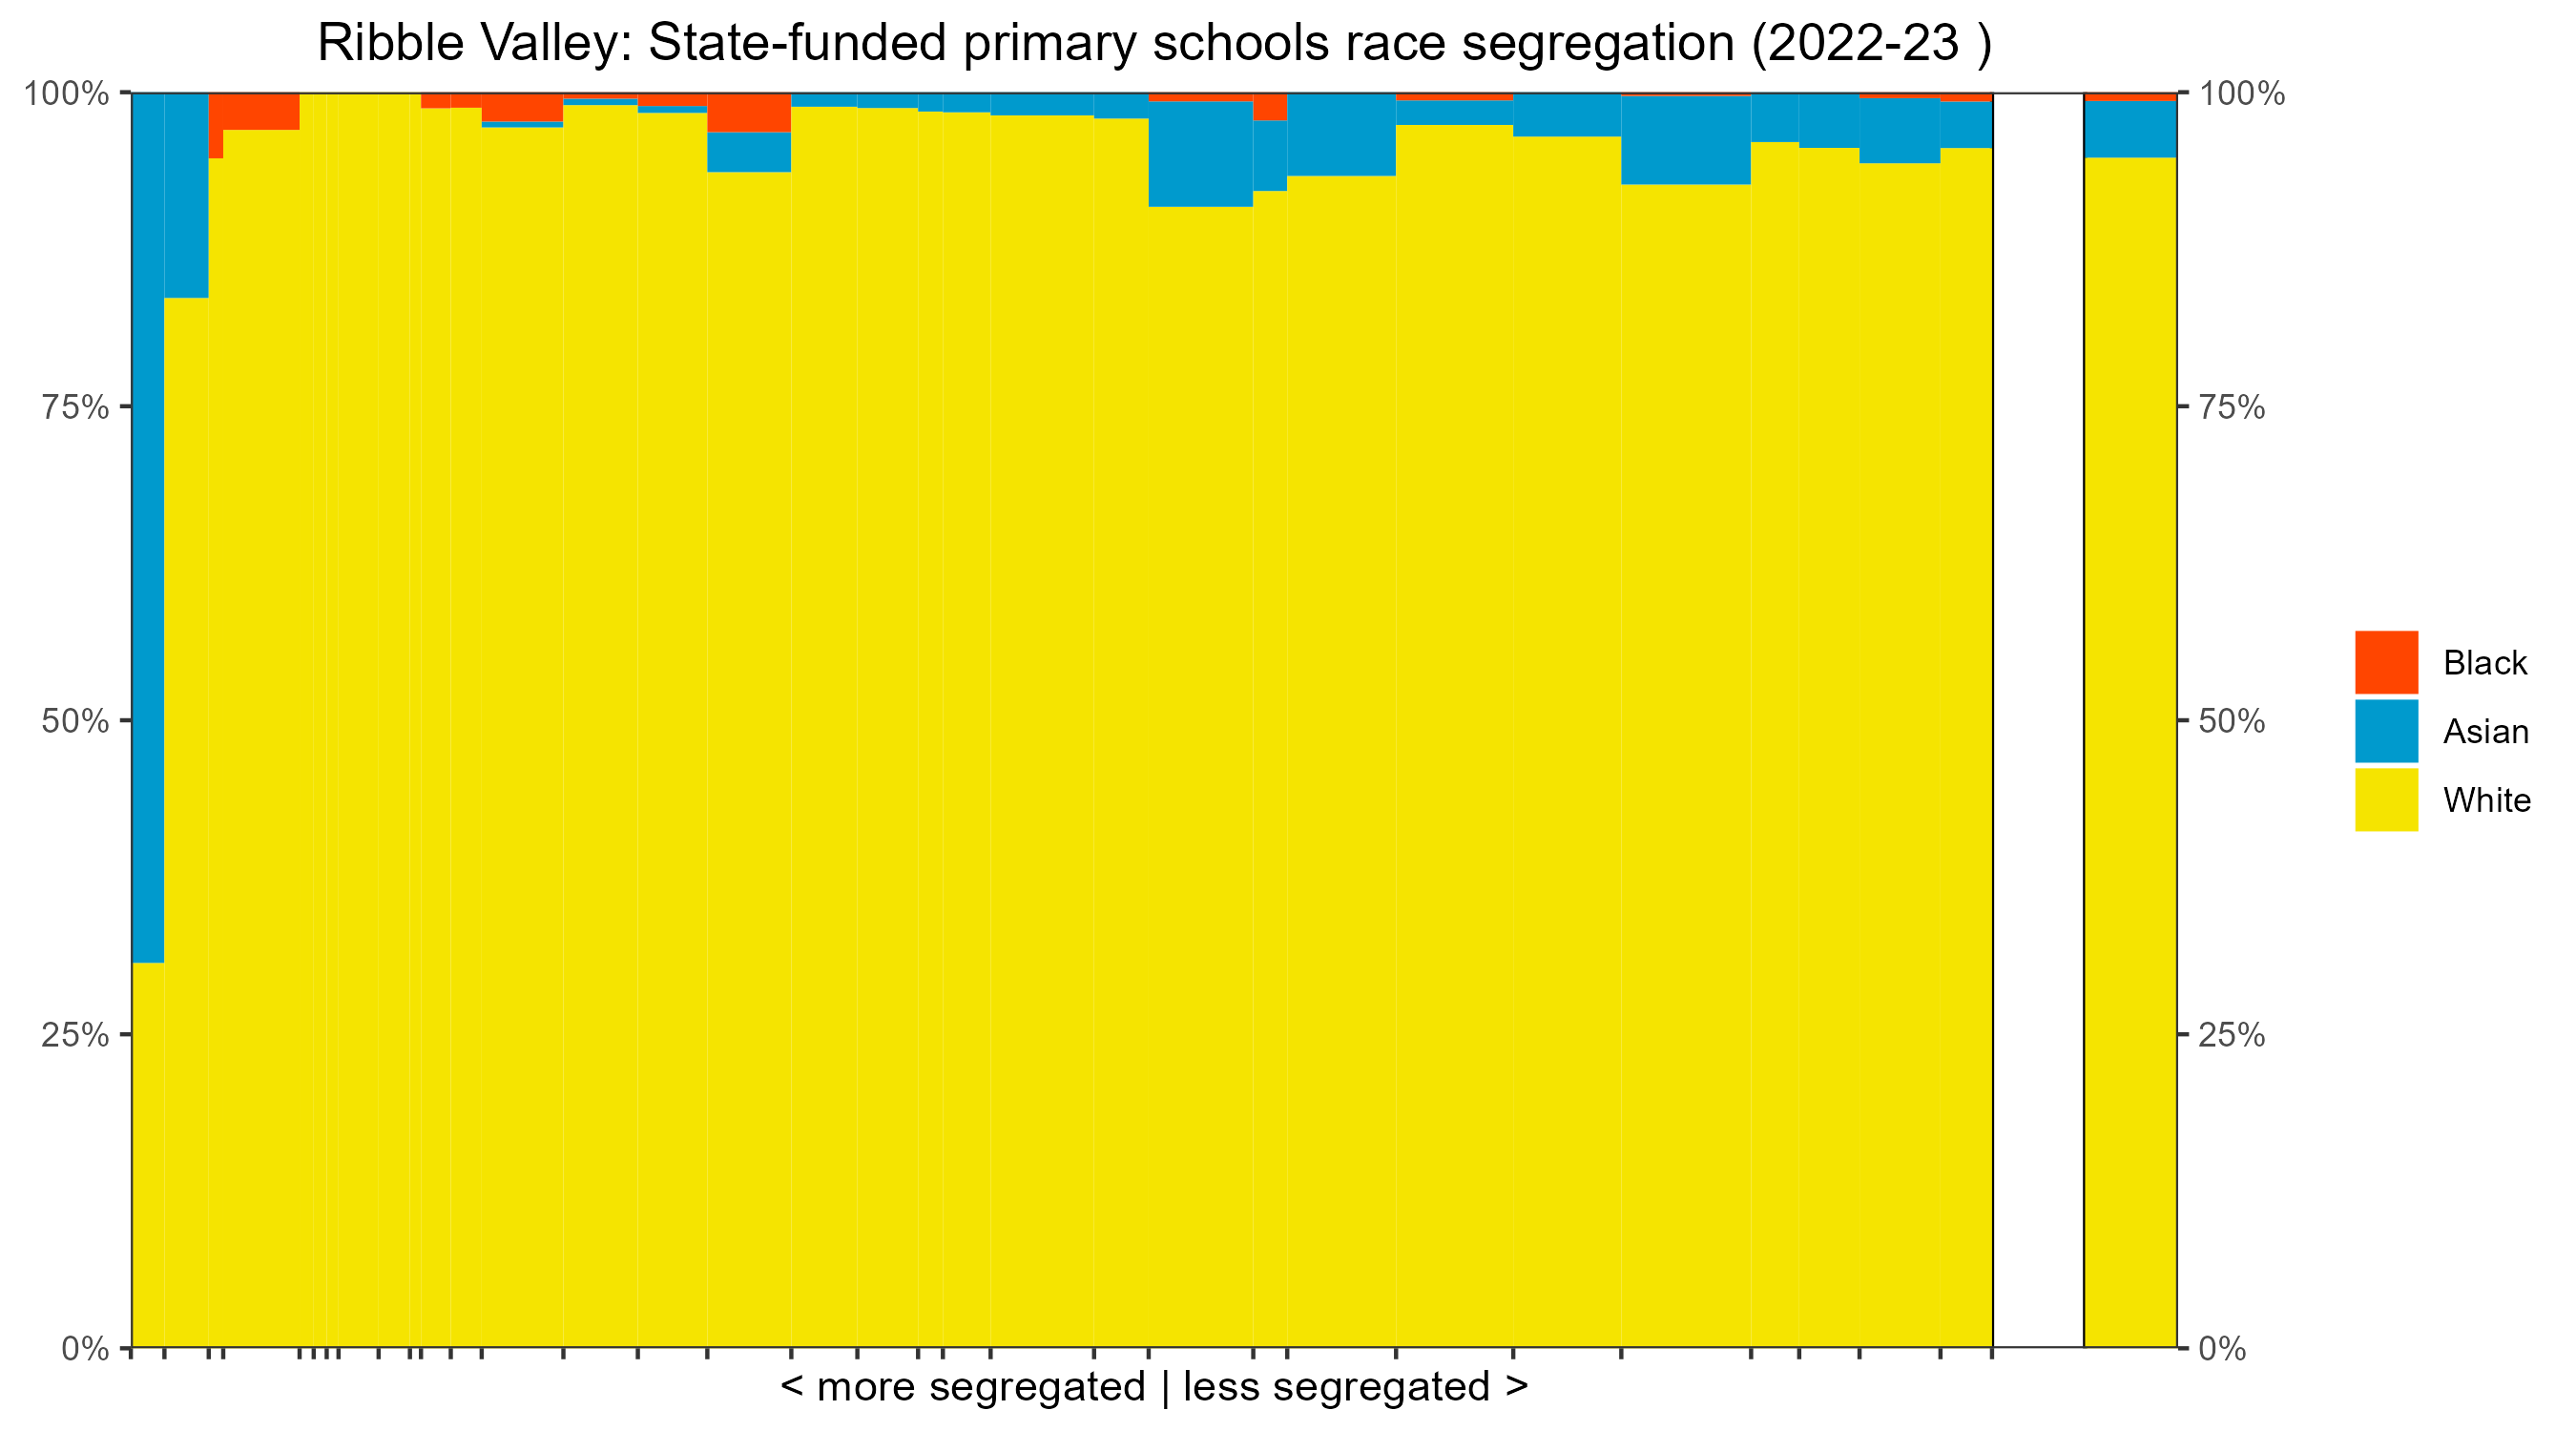 Ribble Valley: State-funded primary schools race segregation (2022-23 )
100%
75%
50%
25%
0%
100%
75%
50%
25%
0%
Black
Asian
White
< more segregated | less segregated >